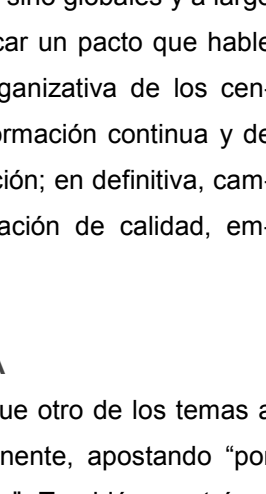 sino globales y a largo
car un pacto que hable
ganizativa de los cen-
ormación continua y de
ción; en definitiva, cam-
ación de calidad, em-
A
ue otro de los temas a
nente, apostando “por